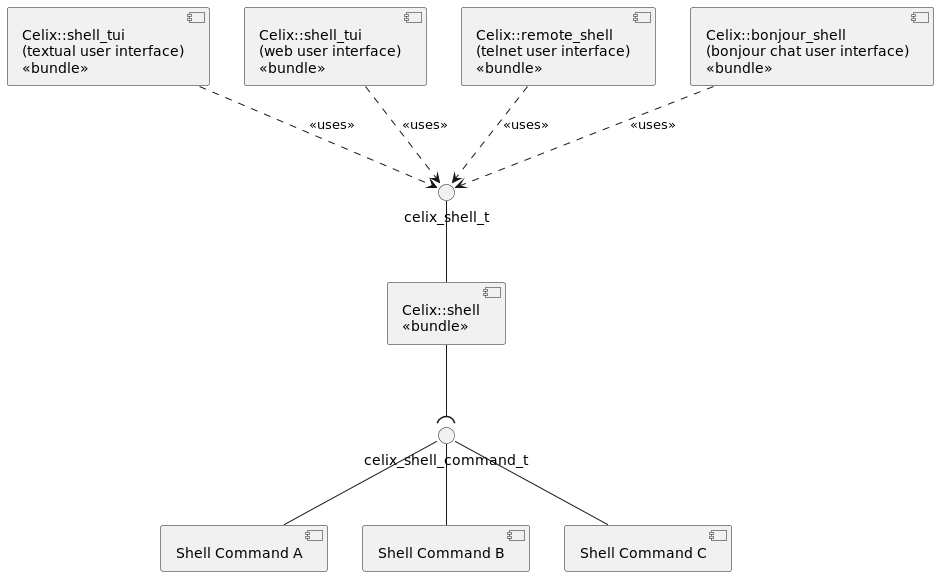 Celix::shell_tui
(textual user interface)
«bundle»
Celix::shell_tui
(web user interface)
«bundle»
Celix::remote_shell
(telnet user interface)
«bundle»
Celix::bonjour_shell
(bonjour chat user interface)
«bundle»
«uses»
«uses»
«uses»
«uses»
celix_shell_t
Celix::shell
«bundle»
celix_shell_command_t
Shell Command A
Shell Command B
Shell Command C